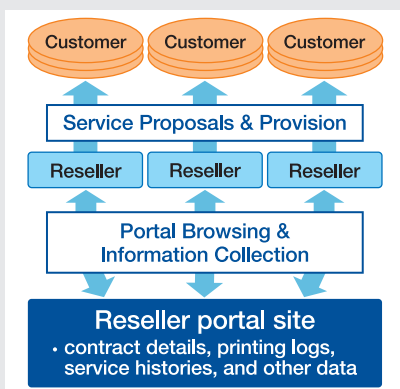 Customer Customer Customer
Service Proposals & Provision
Reseller Reseller Reseller
Portal Browsing &
Information Collection
Reseller portal site
• contract details, printing logs,
service histories, and other data